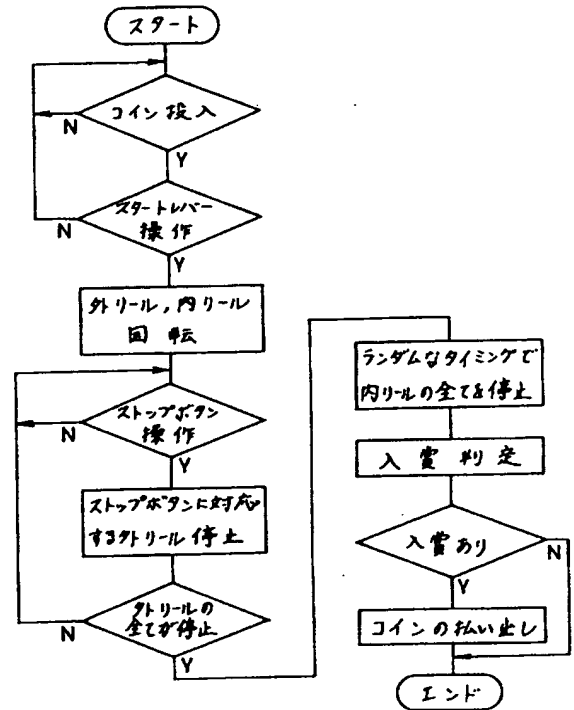 スタート
コイン投入
N
Y
スタートレバー
操作
N
Y
外リール,内リール
回転
ストップボタン
操作
N
Y
ストップボタンに対応
する外リール停止
外リールの
全てが停止
N
Y
ランダムなタイミングで
内リールの全てを停止
入賞判定
入賞あり
N
Y
コインの払い出し
エンド